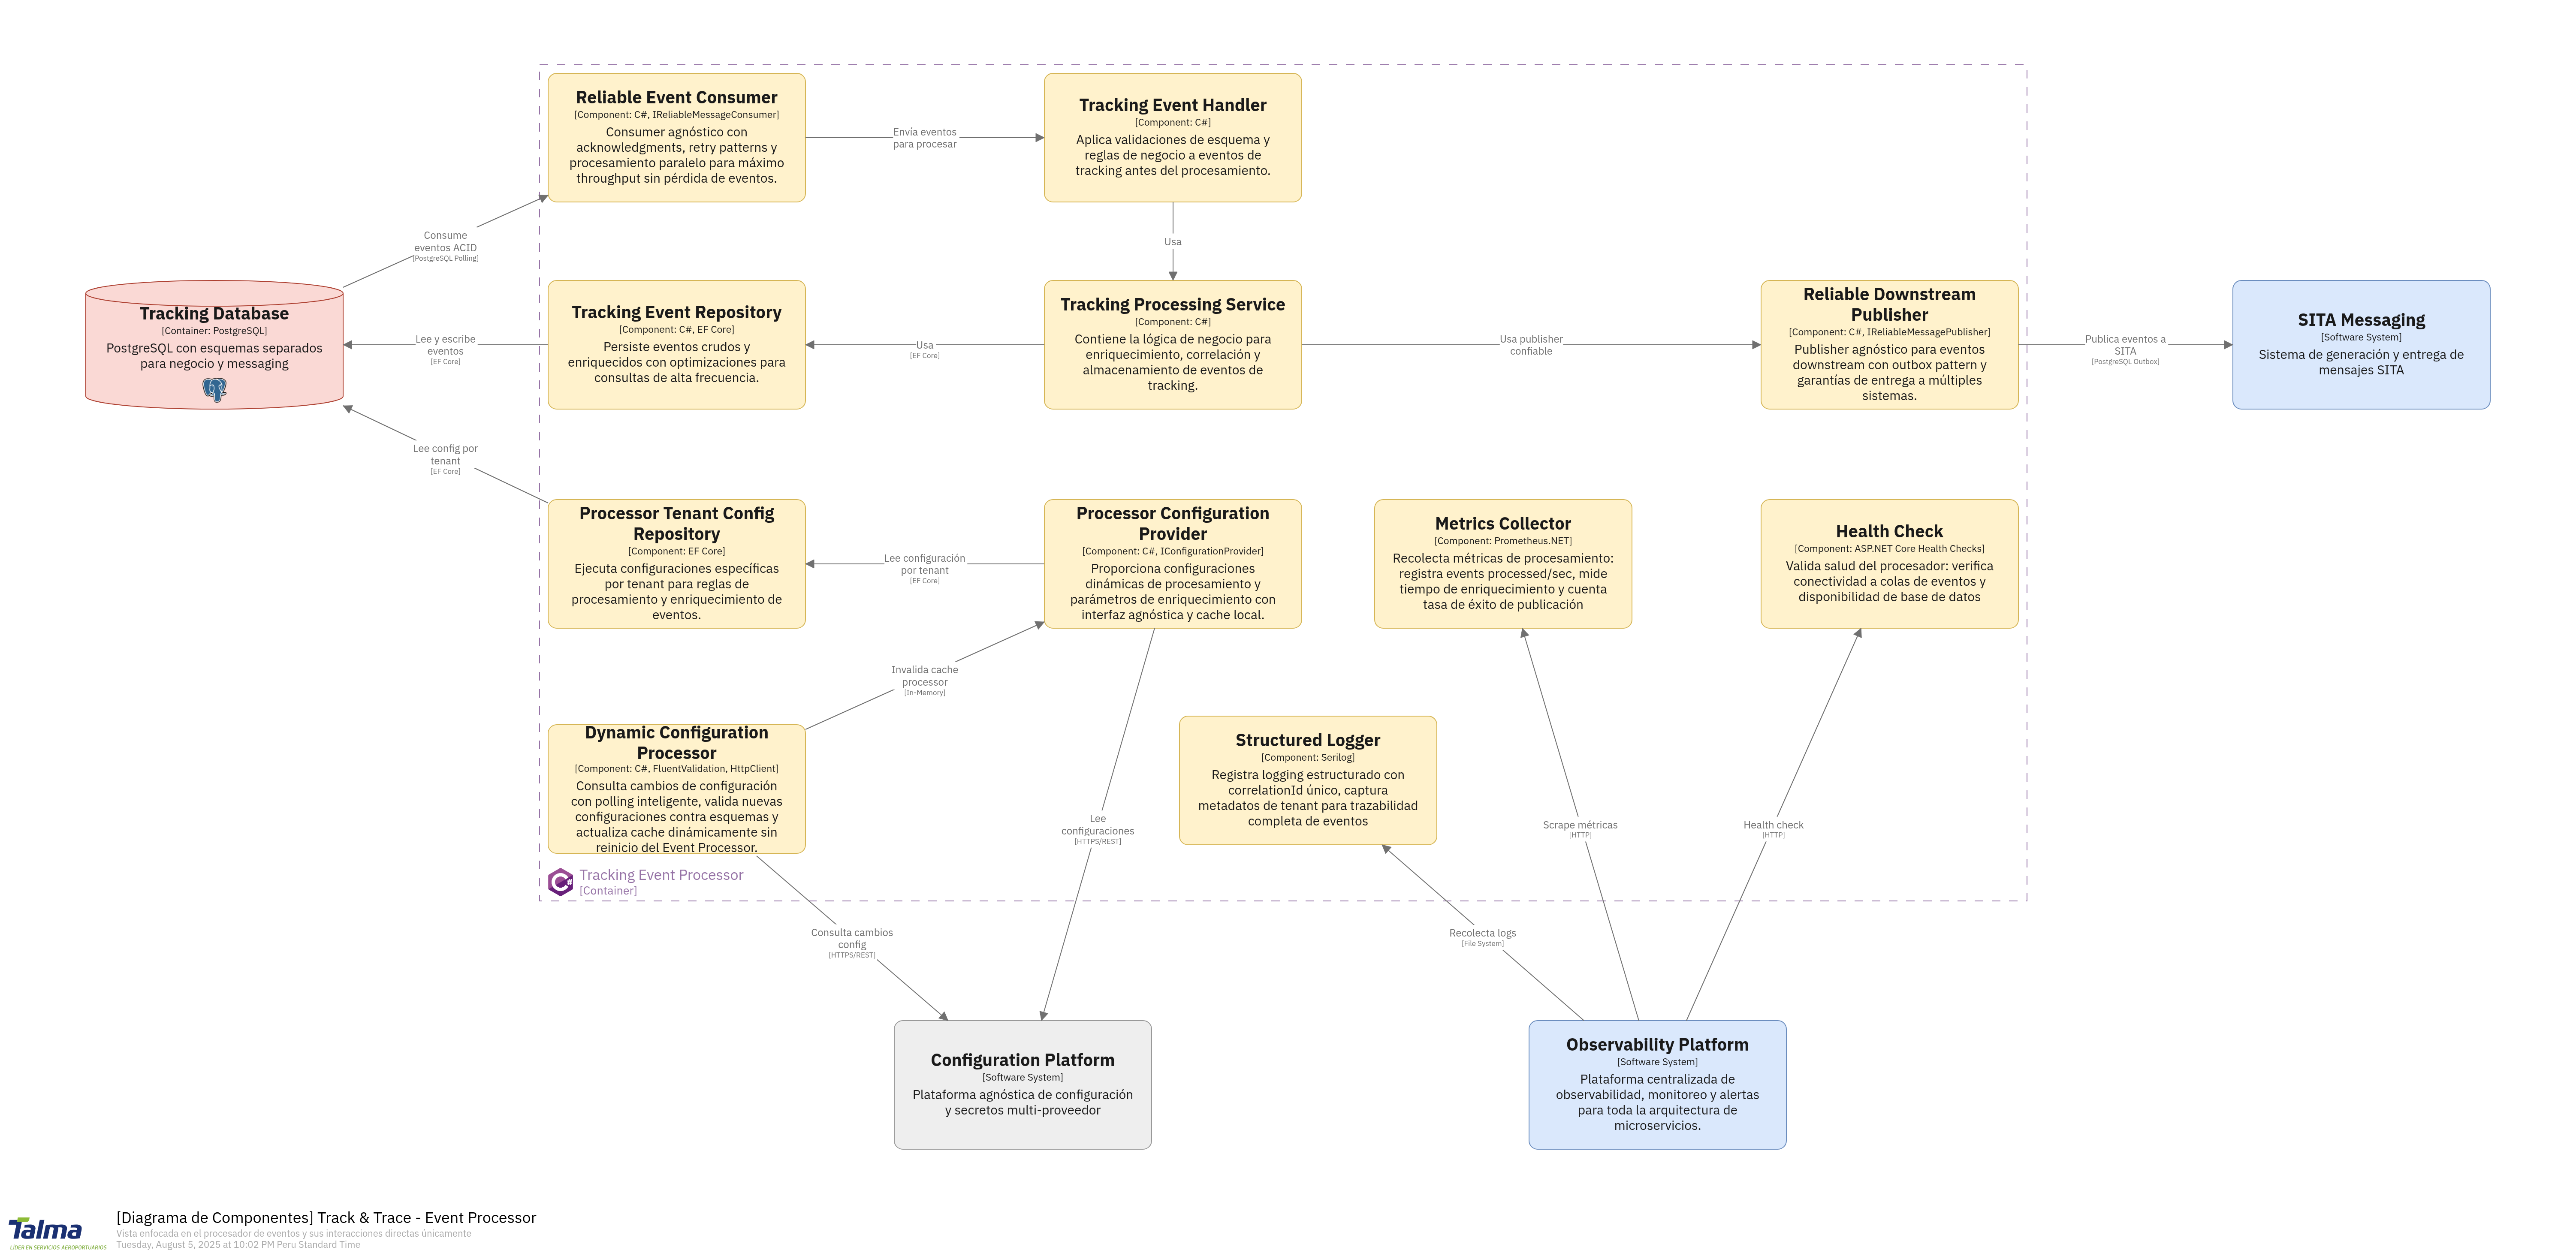 Reliable Event Consumer
[Component: C#, IReliableMessageConsumer]
Consumer agnóstico con
acknowledgments, retry patterns y
procesamiento paralelo para máximo
throughput sin pérdida de eventos.
Envía eventos
para procesar
Tracking Event Handler
[Component: C#]
Aplica validaciones de esquema y
reglas de negocio a eventos de
tracking antes del procesamiento.
Consume
eventos ACID
[PostgreSQL Polling]
Usa
Tracking Database
[Container: PostgreSQL]
PostgreSQL con esquemas separados
para negocio y messaging
Lee y escribe
eventos
[EF Core]
Tracking Event Repository
[Component: C#, EF Core]
Persiste eventos crudos y
enriquecidos con optimizaciones para
consultas de alta frecuencia.
Usa
[EF Core]
Tracking Processing Service
[Component: C#]
Contiene la lógica de negocio para
enriquecimiento, correlación y
almacenamiento de eventos de
tracking.
Usa publisher
confiable
Reliable Downstream
Publisher
[Component: C#, IReliableMessagePublisher]
Publisher agnóstico para eventos
downstream con outbox pattern y
garantías de entrega a múltiples
sistemas.
Publica eventos a
SITA
[PostgreSQL Outbox]
SITA Messaging
[Software System]
Sistema de generación y entrega de
mensajes SITA
Lee config por
tenant
[EF Core]
Processor Tenant Config
Repository
[Component: EF Core]
Ejecuta configuraciones específicas
por tenant para reglas de
procesamiento y enriquecimiento de
eventos.
Lee configuración
por tenant
[EF Core]
Processor Configuration
Provider
[Component: C#, IConfigurationProvider]
Proporciona configuraciones
dinámicas de procesamiento y
parámetros de enriquecimiento con
interfaz agnóstica y cache local.
Metrics Collector
[Component: Prometheus.NET]
Recolecta métricas de procesamiento:
registra events processed/sec, mide
tiempo de enriquecimiento y cuenta
tasa de éxito de publicación
Health Check
[Component: ASP.NET Core Health Checks]
Valida salud del procesador: verifica
conectividad a colas de eventos y
disponibilidad de base de datos
Invalida cache
processor
[In-Memory]
Dynamic Configuration
Processor
[Component: C#, FluentValidation, HttpClient]
Consulta cambios de configuración
con polling inteligente, valida nuevas
configuraciones contra esquemas y
actualiza cache dinámicamente sin
reinicio del Event Processor.
Structured Logger
[Component: Serilog]
Registra logging estructurado con
correlationId único, captura
metadatos de tenant para trazabilidad
completa de eventos
Lee
configuraciones
[HTTPS/REST]
Scrape métricas
[HTTP]
Health check
[HTTP]
Tracking Event Processor
[Container]
Consulta cambios
config
[HTTPS/REST]
Recolecta logs
[File System]
Configuration Platform
[Software System]
Plataforma agnóstica de configuración
y secretos multi-proveedor
Observability Platform
[Software System]
Plataforma centralizada de
observabilidad, monitoreo y alertas
para toda la arquitectura de
microservicios.
Talma
LÍDER EN SERVICIOS AEROPORTUARIOS
[Diagrama de Componentes] Track & Trace - Event Processor
Vista enfocada en el procesador de eventos y sus interacciones directas únicamente
Tuesday, August 5, 2025 at 10:02 PM Peru Standard Time